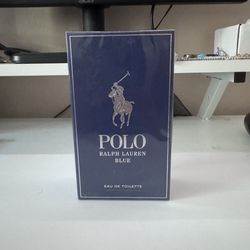 POLO
RALPH LAUREN
BLUE
EAU DE TOILETTE